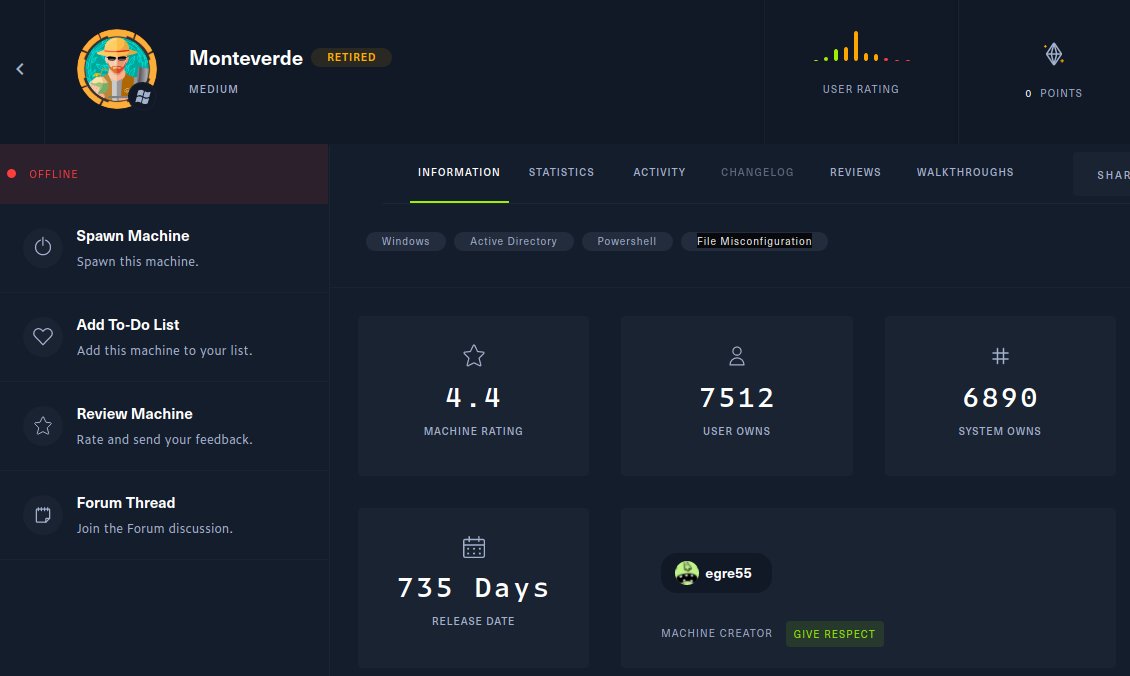 Monteverde RETIRED
MEDIUM
USER RATING
0 POINTS
OFFLINE
INFORMATION STATISTICS ACTIVITY CHANGELOG REVIEWS WALKTHROUGHS SHAR
Windows Active Directory Powershell File Misconfiguration
Spawn Machine
Spawn this machine.
Add To-Do List
Add this machine to your list.
Review Machine
Rate and send your feedback.
Forum Thread
Join the Forum discussion.
4.4 7512 6890
MACHINE RATING USER OWNS SYSTEM OWNS
735 Days
RELEASE DATE
egre55
MACHINE CREATOR GIVE RESPECT